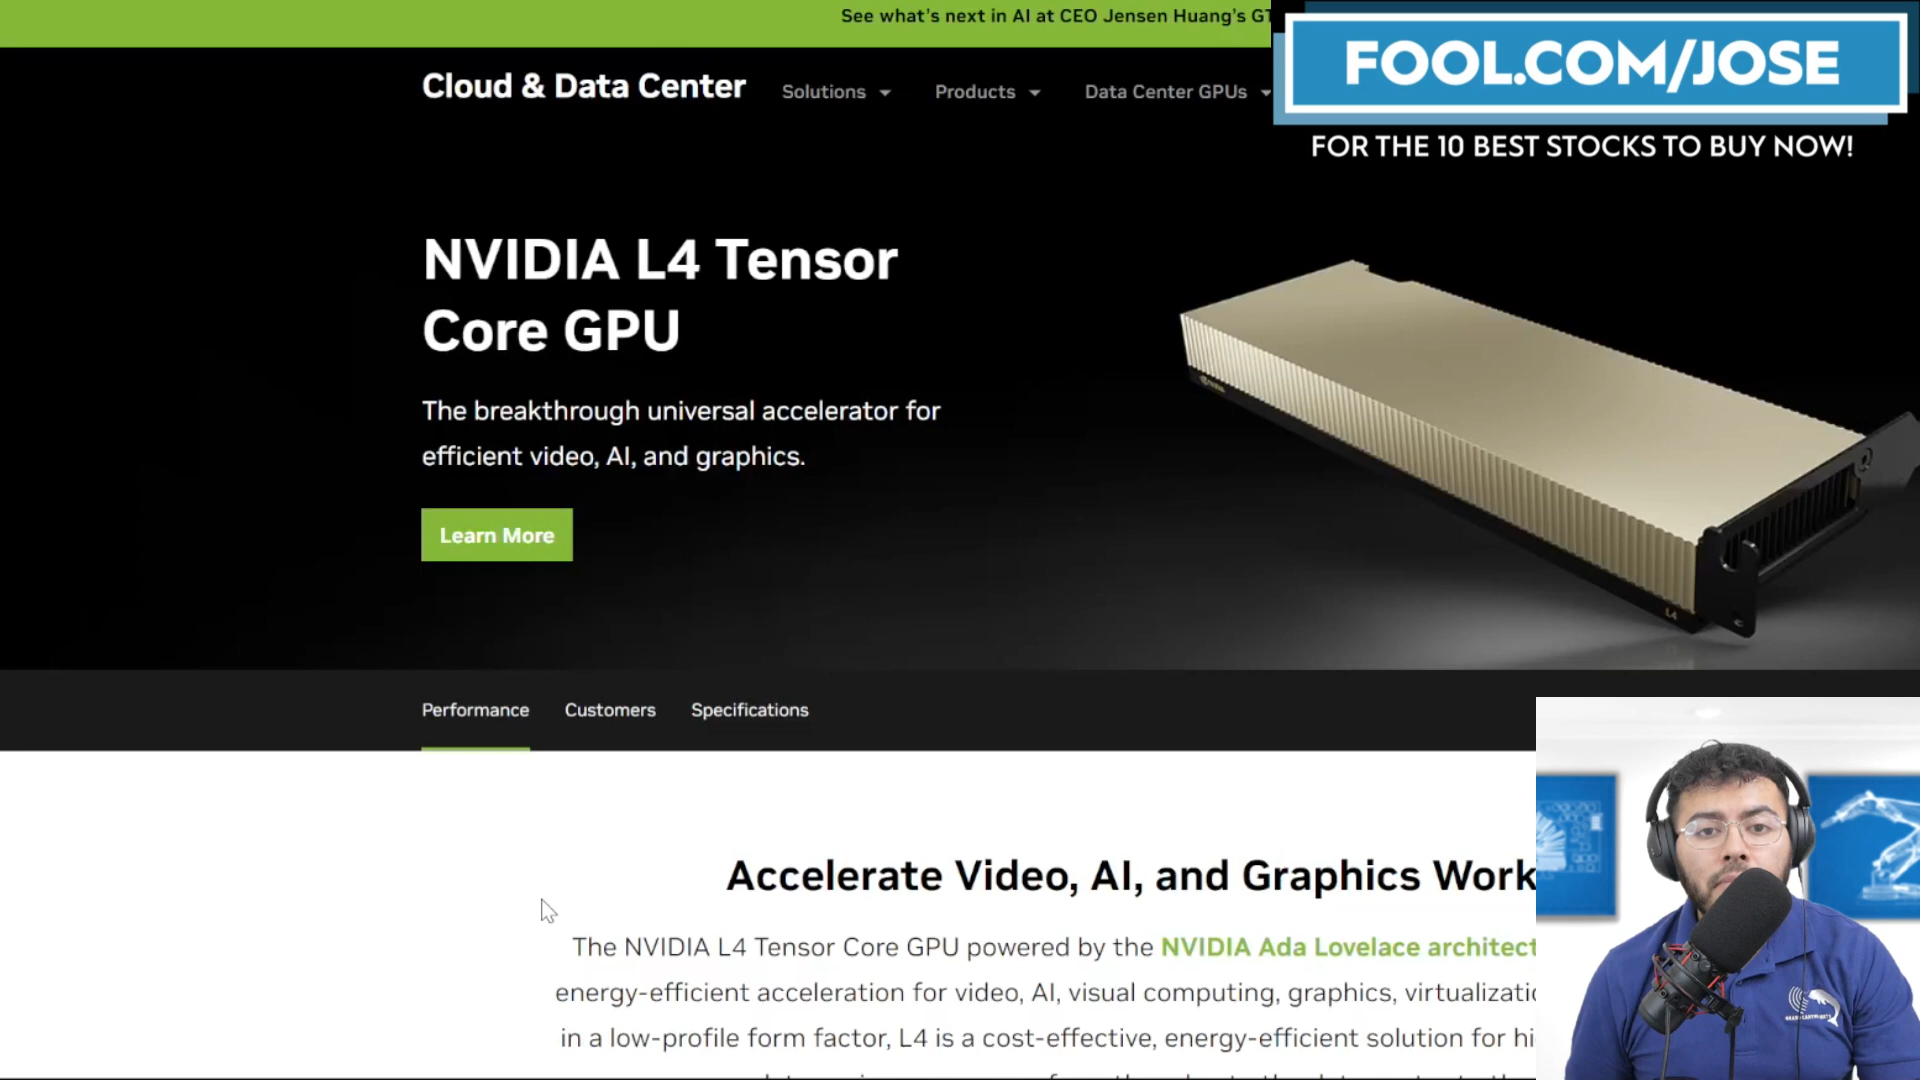 See what's next in AI at CEO Jensen Huang's
FOOL.COM/JOSE
FOR THE 10 BEST STOCKS TO BUY NOW!
Cloud & Data Center
Solutions
Products
Data Center GPUs
NVIDIA L4 Tensor
Core GPU
The breakthrough universal accelerator for
efficient video, AI, and graphics.
Learn More
L4
Performance
Customers
Specifications
Accelerate Video, AI, and Graphics Work
The NVIDIA L4 Tensor Core GPU powered by the NVIDIA Ada Lovelace architect
energy-efficient acceleration for video, AI, visual computing, graphics, virtualizatio
in a low-profile form factor, L4 is a cost-effective, energy-efficient solution for hi